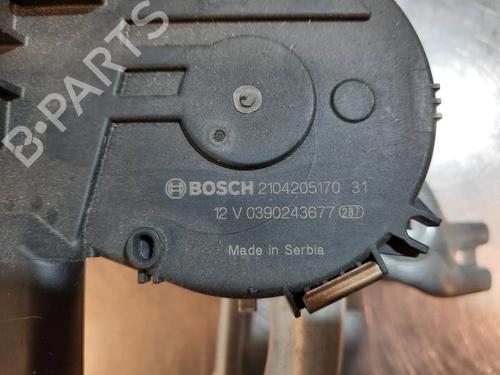 B-PARTS
BOSCH 2104205170 31
12 V 0390243677 287
Made in Serbia